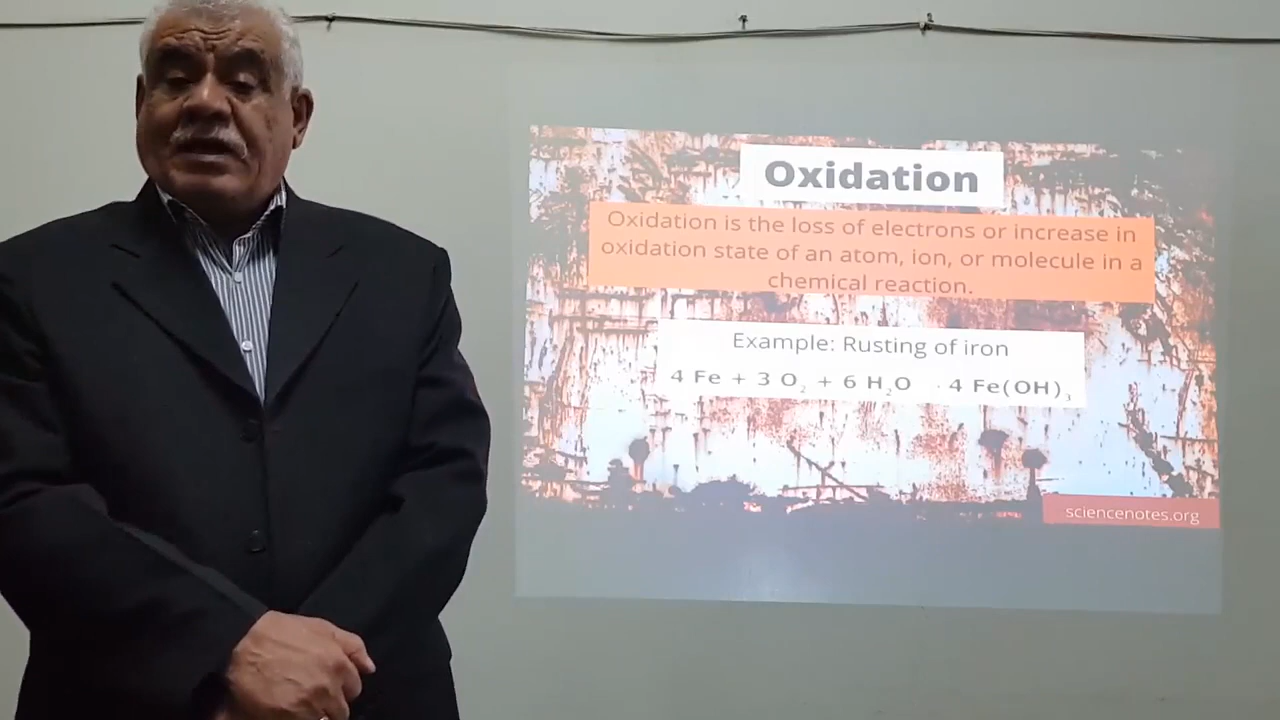 Oxidation
Oxidation is the loss of electrons or increase in
oxidation state of an atom, ion, or molecule in a
chemical reaction.
Example: Rusting of iron
4 Fe + 3 O₂ + 6 H₂O · 4 Fe(OH)₃
sciencenotes.org